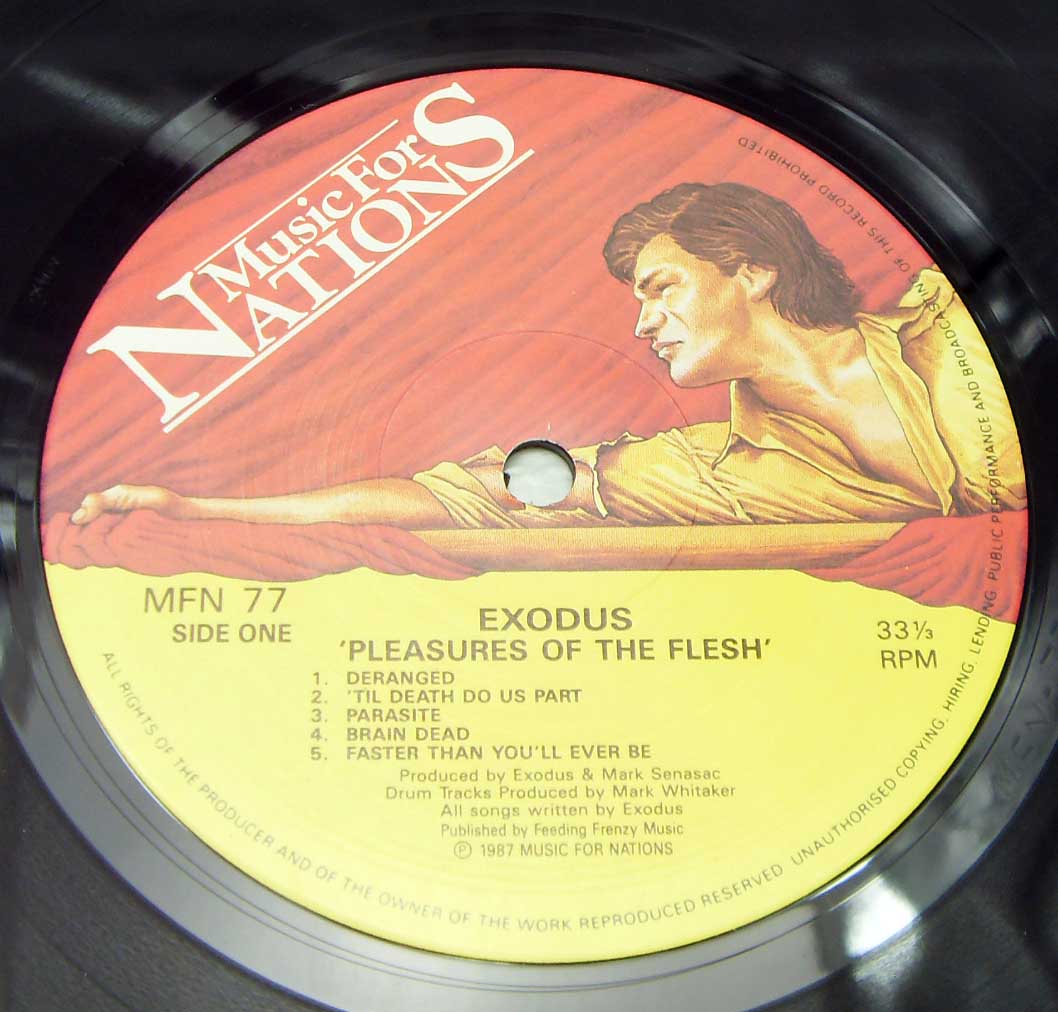 Music For
NATIONS
MFN 77
SIDE ONE
EXODUS
'PLEASURES OF THE FLESH'
33⅓
RPM
1. DERANGED
2. 'TIL DEATH DO US PART
3. PARASITE
4. BRAIN DEAD
5. FASTER THAN YOU'LL EVER BE
Produced by Exodus & Mark Senasac
Drum Tracks Produced by Mark Whitaker
All songs written by Exodus
Published by Feeding Frenzy Music
Ⓟ 1987 MUSIC FOR NATIONS
ALL RIGHTS OF THE PRODUCER AND OF THE OWNER OF THE WORK REPRODUCED RESERVED UNAUTHORISED COPYING, HIRING, LENDING, PUBLIC PERFORMANCE AND BROADCASTING OF THIS RECORD PROHIBITED